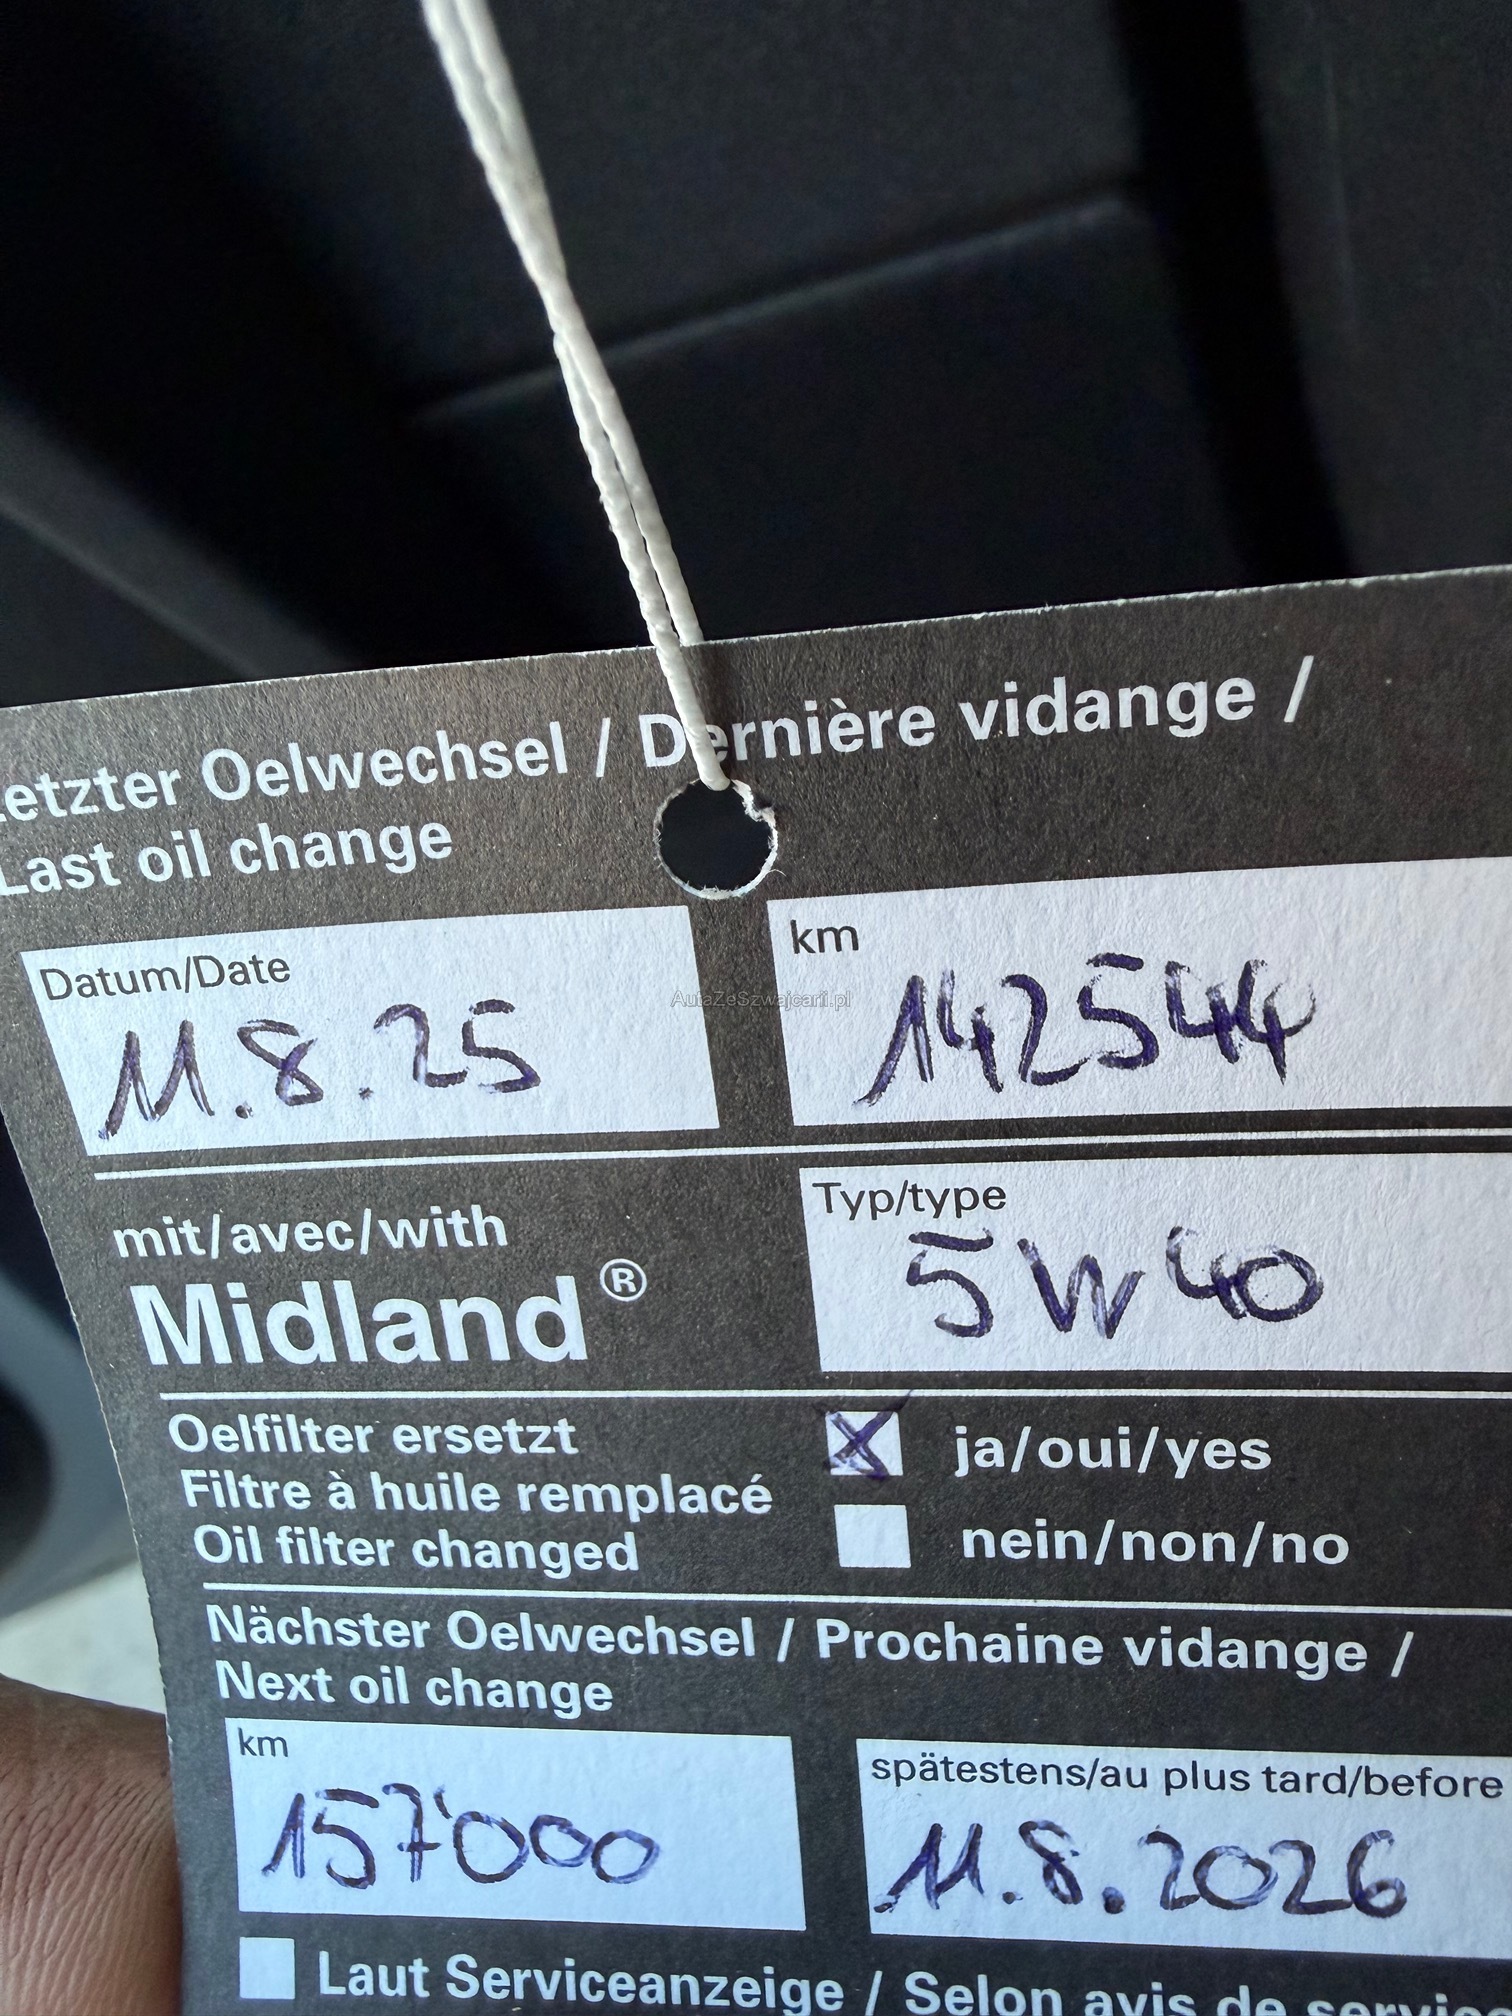 Letzter Oelwechsel / Dernière vidange /
Last oil change
Datum/Date
11.8.25
km
142544
AutaZeSzwajcarii.pl
mit/avec/with
Midland®
Typ/type
5W40
Oelfilter ersetzt
Filtre à huile remplacé
Oil filter changed
ja/oui/yes
nein/non/no
Nächster Oelwechsel / Prochaine vidange /
Next oil change
km
157'000
spätestens/au plus tard/before
11.8.2026
Laut Serviceanzeige / Selon avis de